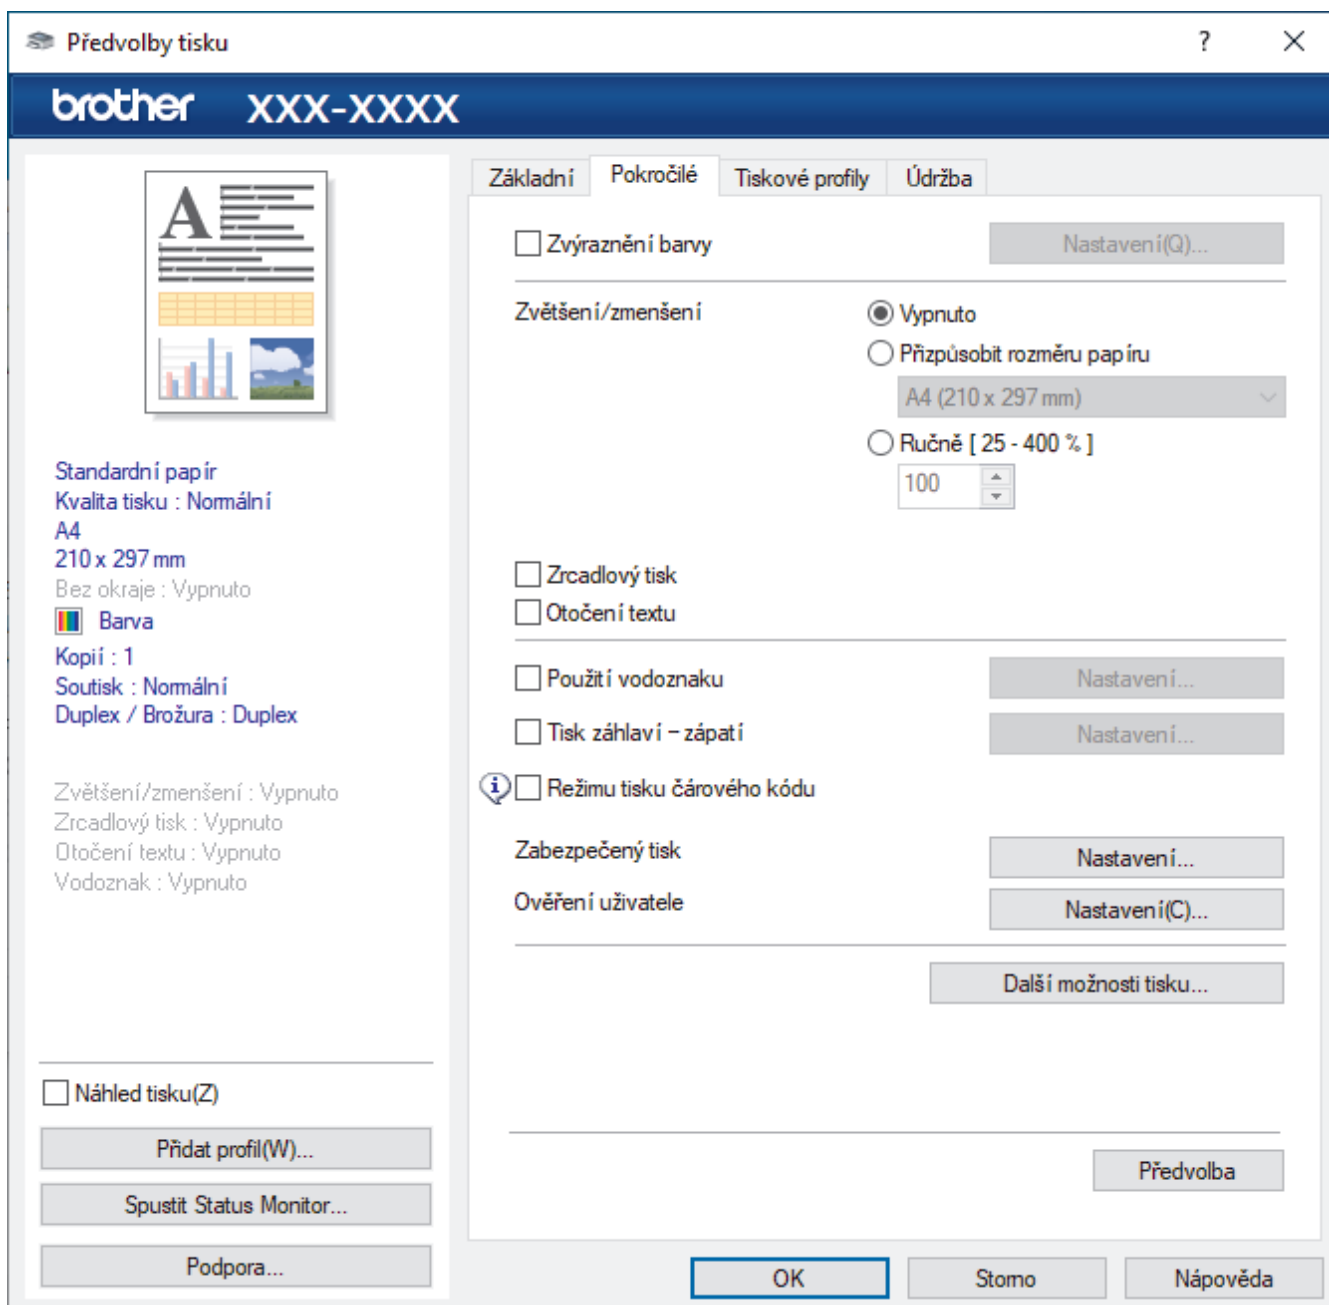 Předvolby tisku ?
brother XXX-XXXX
A
Standardní papír
Kvalita tisku : Normální
A4
210 x 297 mm
Bez okraje : Vypnuto
Barva
Kopií : 1
Soutisk : Normální
Duplex / Brožura : Duplex
Zvětšení/zmenšení : Vypnuto
Zrcadlový tisk : Vypnuto
Otočení textu : Vypnuto
Vodoznak : Vypnuto
Náhled tisku(Z)
Přidat profil(W)...
Spustit Status Monitor...
Podpora...
Základní Pokročilé Tiskové profily Údržba
Zvýraznění barvy Nastavení(Q)...
Zvětšení/zmenšení Vypnuto
Přizpůsobit rozměru papíru
A4 (210 x 297 mm)
Ručně [ 25 - 400 % ]
100
Zrcadlový tisk
Otočení textu
Použití vodoznaku Nastavení...
Tisk záhlaví – zápatí Nastavení...
Režimu tisku čárového kódu
Zabezpečený tisk Nastavení...
Ověření uživatele Nastavení(C)...
Další možnosti tisku...
Předvolba
OK Storno Nápověda